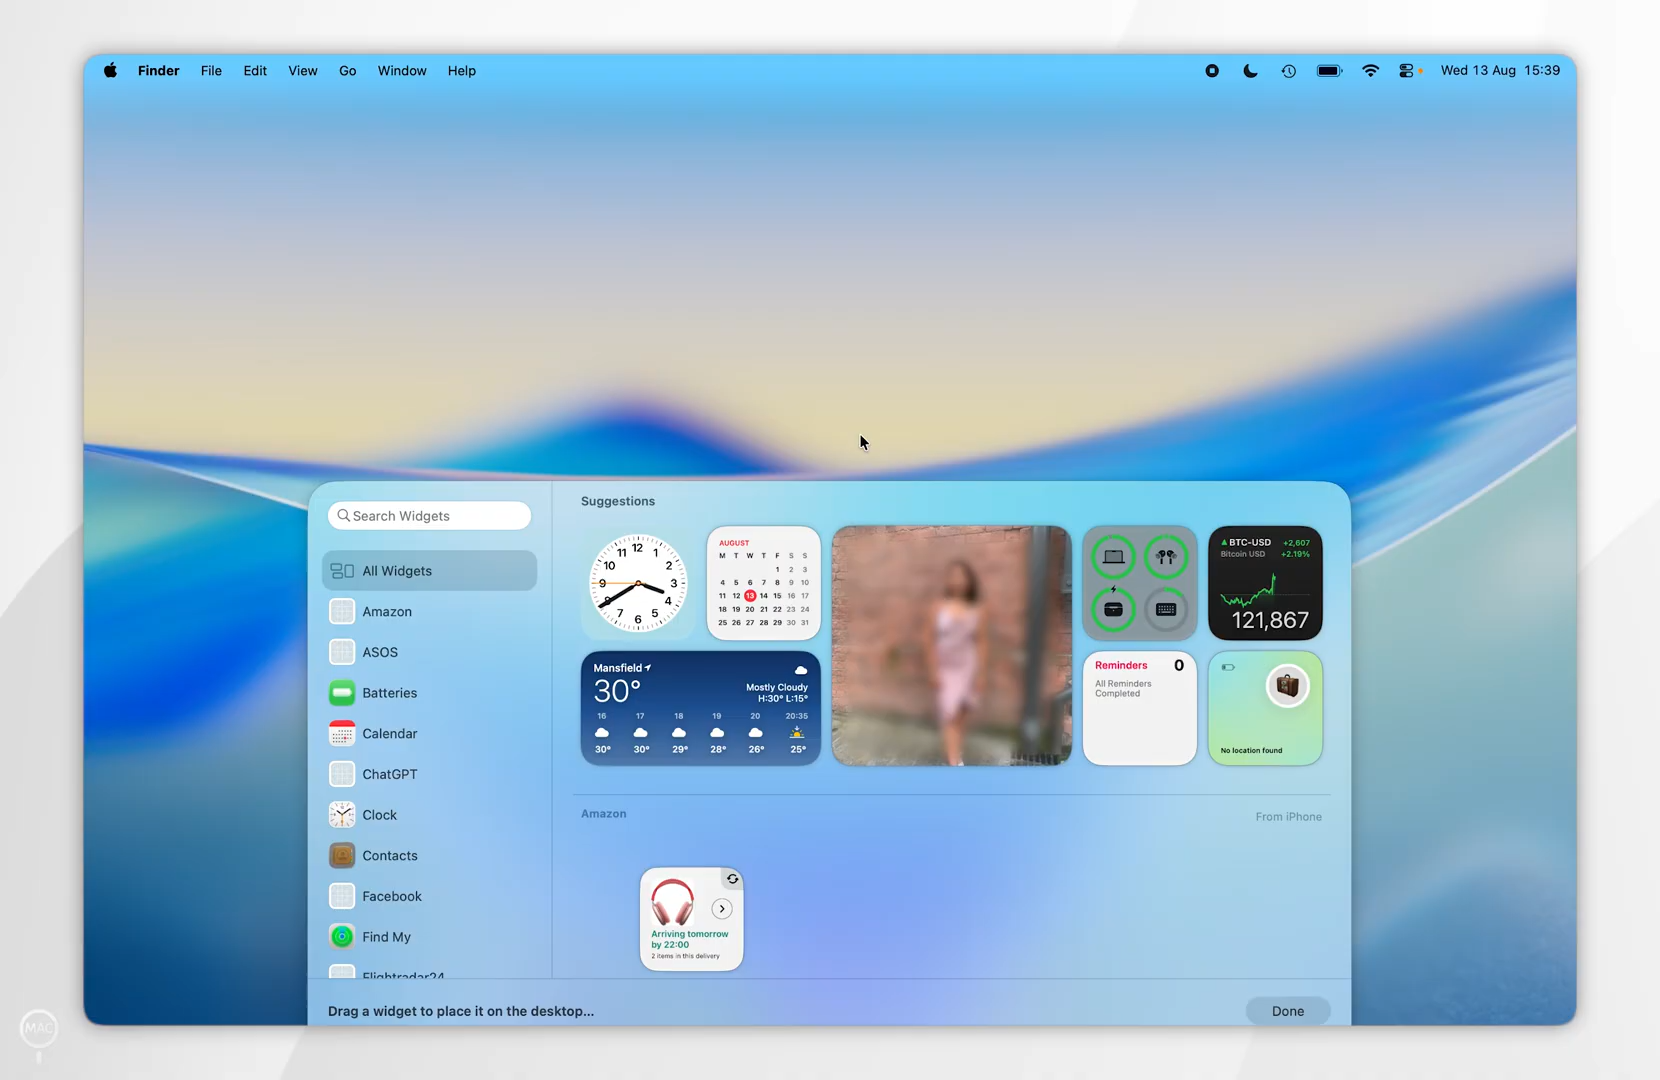 Finder File Edit View Go Window Help Wed 13 Aug 15:39
Search Widgets
All Widgets
Amazon
ASOS
Batteries
Calendar
ChatGPT
Clock
Contacts
Facebook
Find My
Flightradar24
Suggestions
12
11 1
10 2
9 3
8 4
7 5
6
AUGUST
M T W T F S S
1 2 3
4 5 6 7 8 9 10
11 12 13 14 15 16 17
18 19 20 21 22 23 24
25 26 27 28 29 30 31
BTC-USD +2,607
Bitcoin USD +2.19%
121,867
Mansfield
30°
Mostly Cloudy
H:30° L:15°
16 17 18 19 20 20:35
30° 30° 29° 28° 26° 25°
Reminders 0
All Reminders
Completed
No location found
Amazon From iPhone
Arriving tomorrow
by 22:00
2 items in this delivery
Drag a widget to place it on the desktop...
Done
MAC